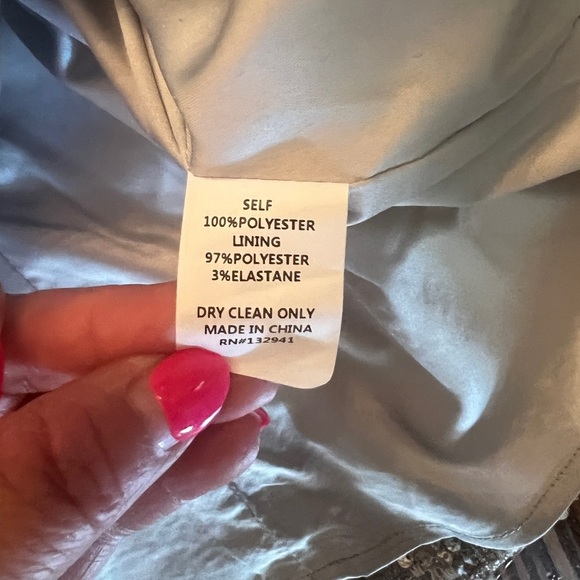 SELF
100%POLYESTER
LINING
97%POLYESTER
3%ELASTANE
DRY CLEAN ONLY
MADE IN CHINA
RN#132941